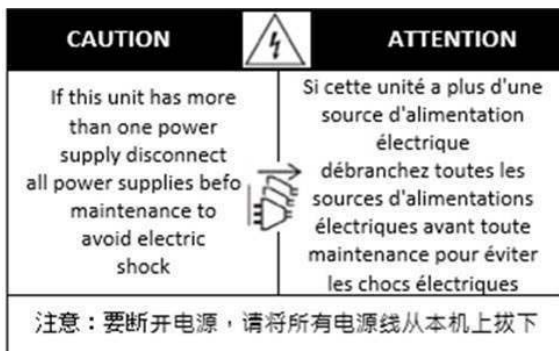 CAUTION
ATTENTION
If this unit has more
than one power
supply disconnect
all power supplies befo
maintenance to
avoid electric
shock
Si cette unité a plus d'une
source d'alimentation
électrique
débranchez toutes les
sources d'alimentations
électriques avant toute
maintenance pour éviter
les chocs électriques
注意：要断开电源，请将所有电源线从本机上拔下